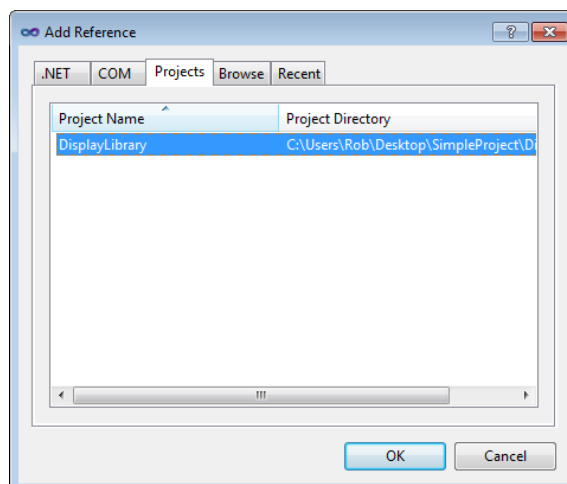 Add Reference
.NET COM Projects Browse Recent
Project Name Project Directory
DisplayLibrary C:\Users\Rob\Desktop\SimpleProject\Di
OK Cancel